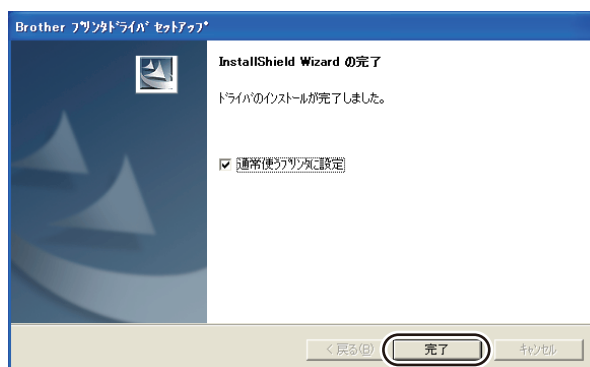 Brother プリンタドライバ セットアップ
InstallShield Wizard の完了
ドライバのインストールが完了しました。
通常使うプリンタに設定
< 戻る(B)
完了
キャンセル